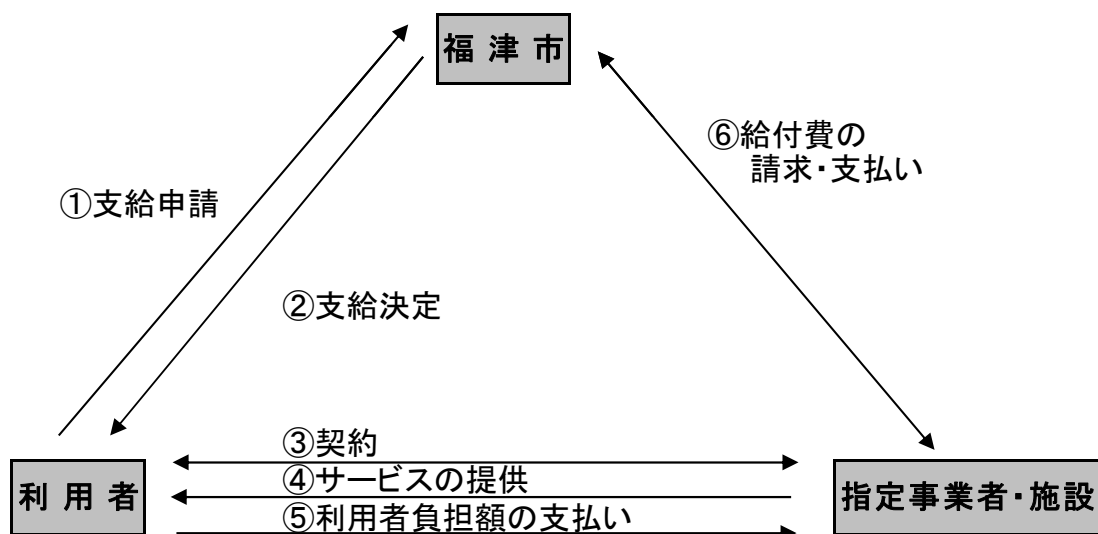 福津市
⑥給付費の
請求・支払い
①支給申請
②支給決定
③契約
④サービスの提供
⑤利用者負担額の支払い
利用者
指定事業者・施設